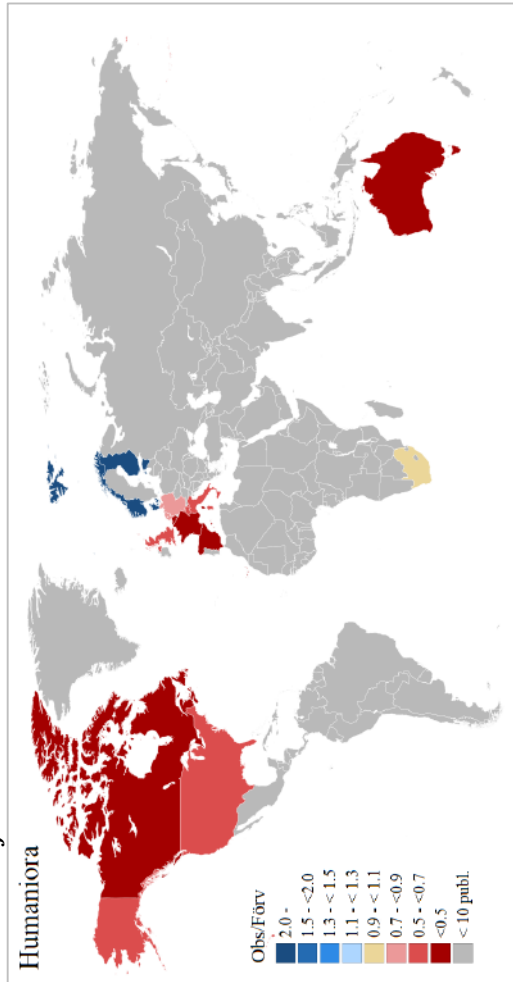 Humaniora
Obs/Förv
2.0 -
1.5 - <2.0
1.3 - < 1.5
1.1 - < 1.3
0.9 - < 1.1
0.7 - <0.9
0.5 - <0.7
<0.5
< 10 publ.